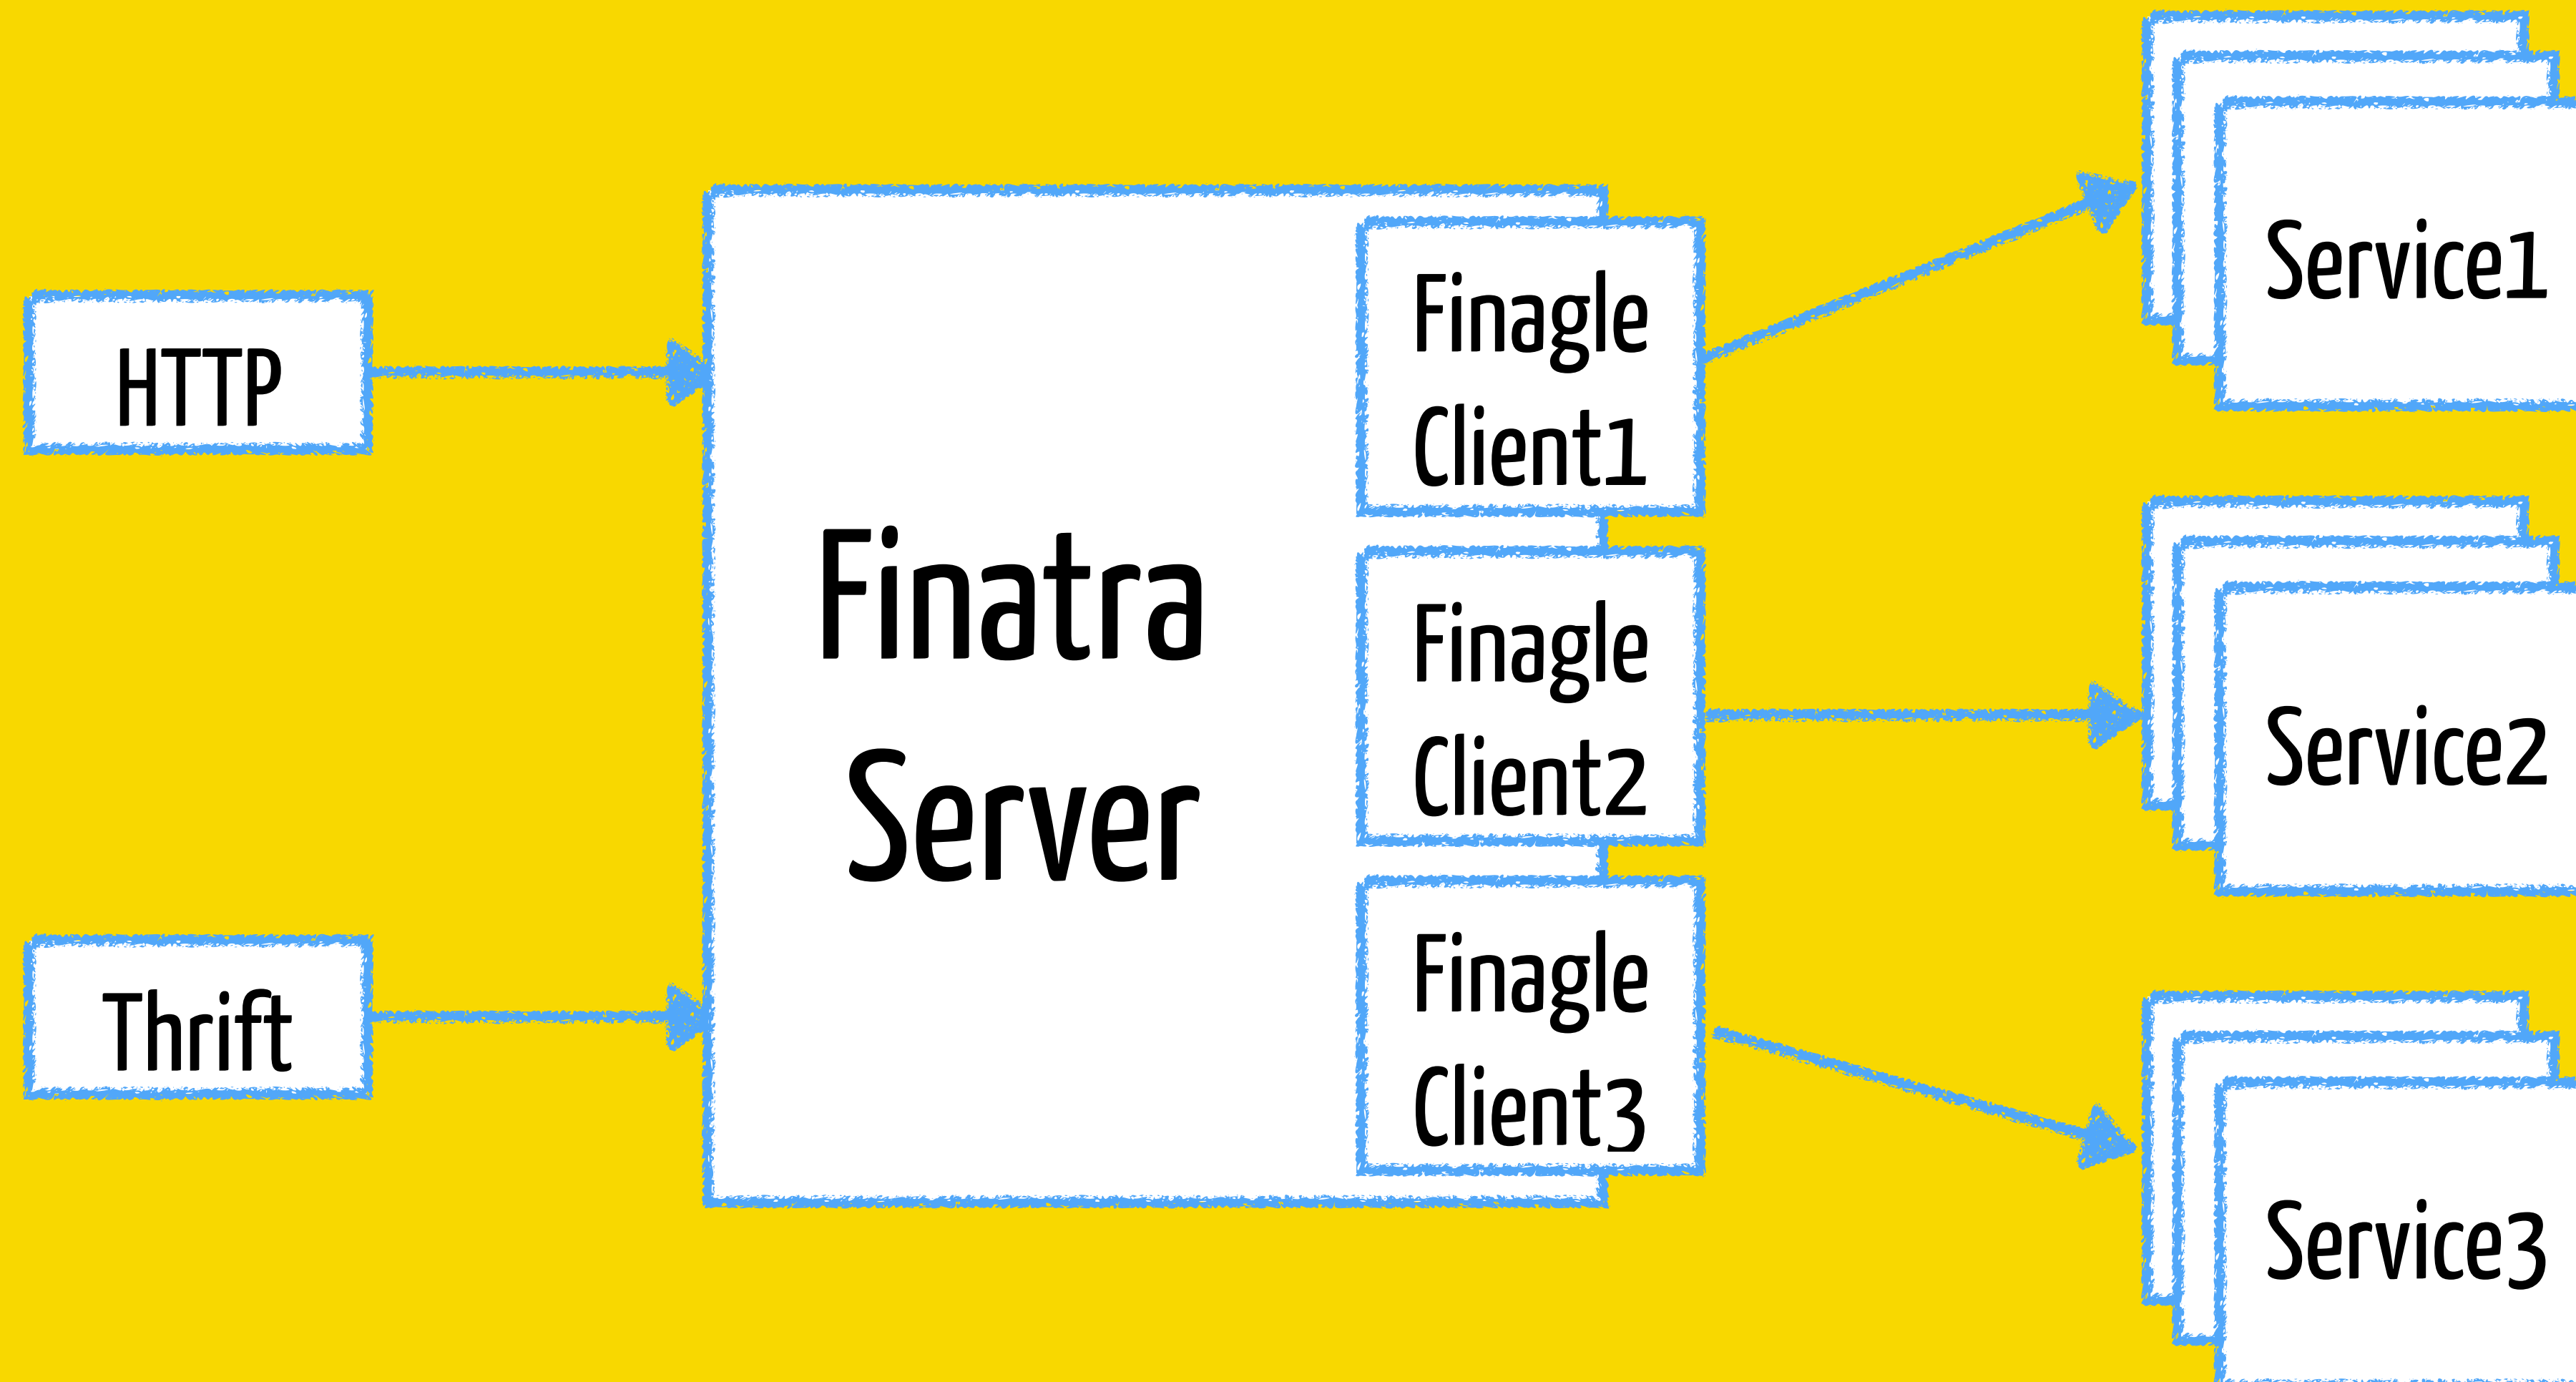 HTTP
Thrift
Finatra
Server
Finagle
Client1
Finagle
Client2
Finagle
Client3
Service1
Service2
Service3